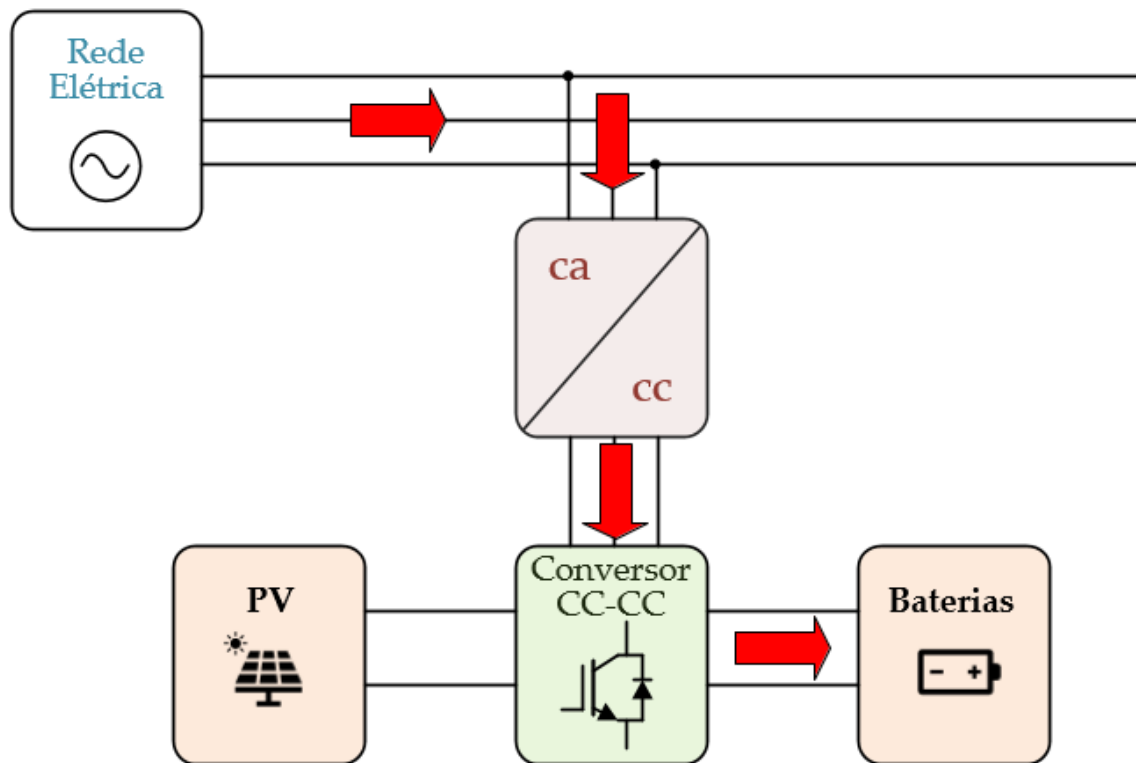 Rede
Elétrica
ca
cc
PV
Conversor
CC-CC
Baterias